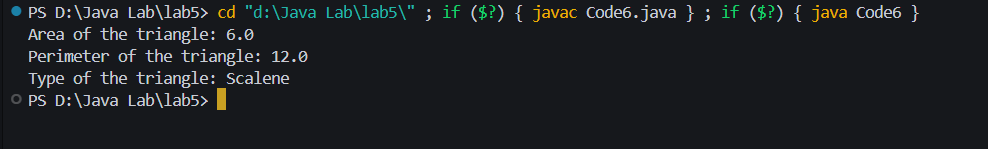 PS D:\Java Lab\lab5> cd "d:\Java Lab\lab5\" ; if ($?) { javac Code6.java } ; if ($?) { java Code6 }
Area of the triangle: 6.0
Perimeter of the triangle: 12.0
Type of the triangle: Scalene
PS D:\Java Lab\lab5>